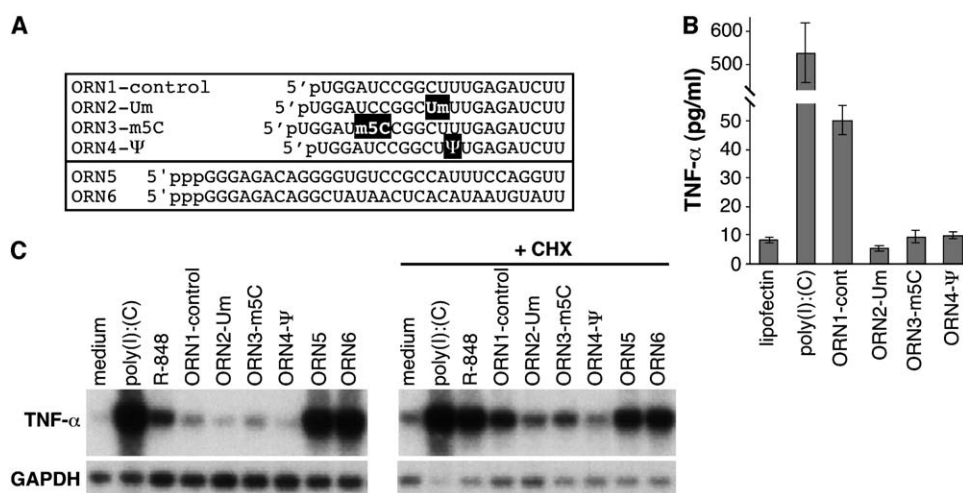 A
ORN1-control 5'pUGGAUCCGGCUUUGAGAUCUU
ORN2-Um 5'pUGGAUCCGGCUmUUGAGAUCUU
ORN3-m5C 5'pUGGAUm5CCGGCUUUGAGAUCUU
ORN4-Ψ 5'pUGGAUCCGGCUΨUGAGAUCUU
ORN5 5'pppGGGAGACAGGGGUGUCCGCCAUUUCCAGGUU
ORN6 5'pppGGGAGACAGGCUAUAACUCACAUAAUGUAUU
B
TNF-α (pg/ml)
600
500
50
40
30
20
10
0
lipofectin
poly(I):(C)
ORN1-cont
ORN2-Um
ORN3-m5C
ORN4-Ψ
C
+ CHX
medium
poly(I):(C)
R-848
ORN1-control
ORN2-Um
ORN3-m5C
ORN4-Ψ
ORN5
ORN6
medium
poly(I):(C)
R-848
ORN1-control
ORN2-Um
ORN3-m5C
ORN4-Ψ
ORN5
ORN6
TNF-α
GAPDH